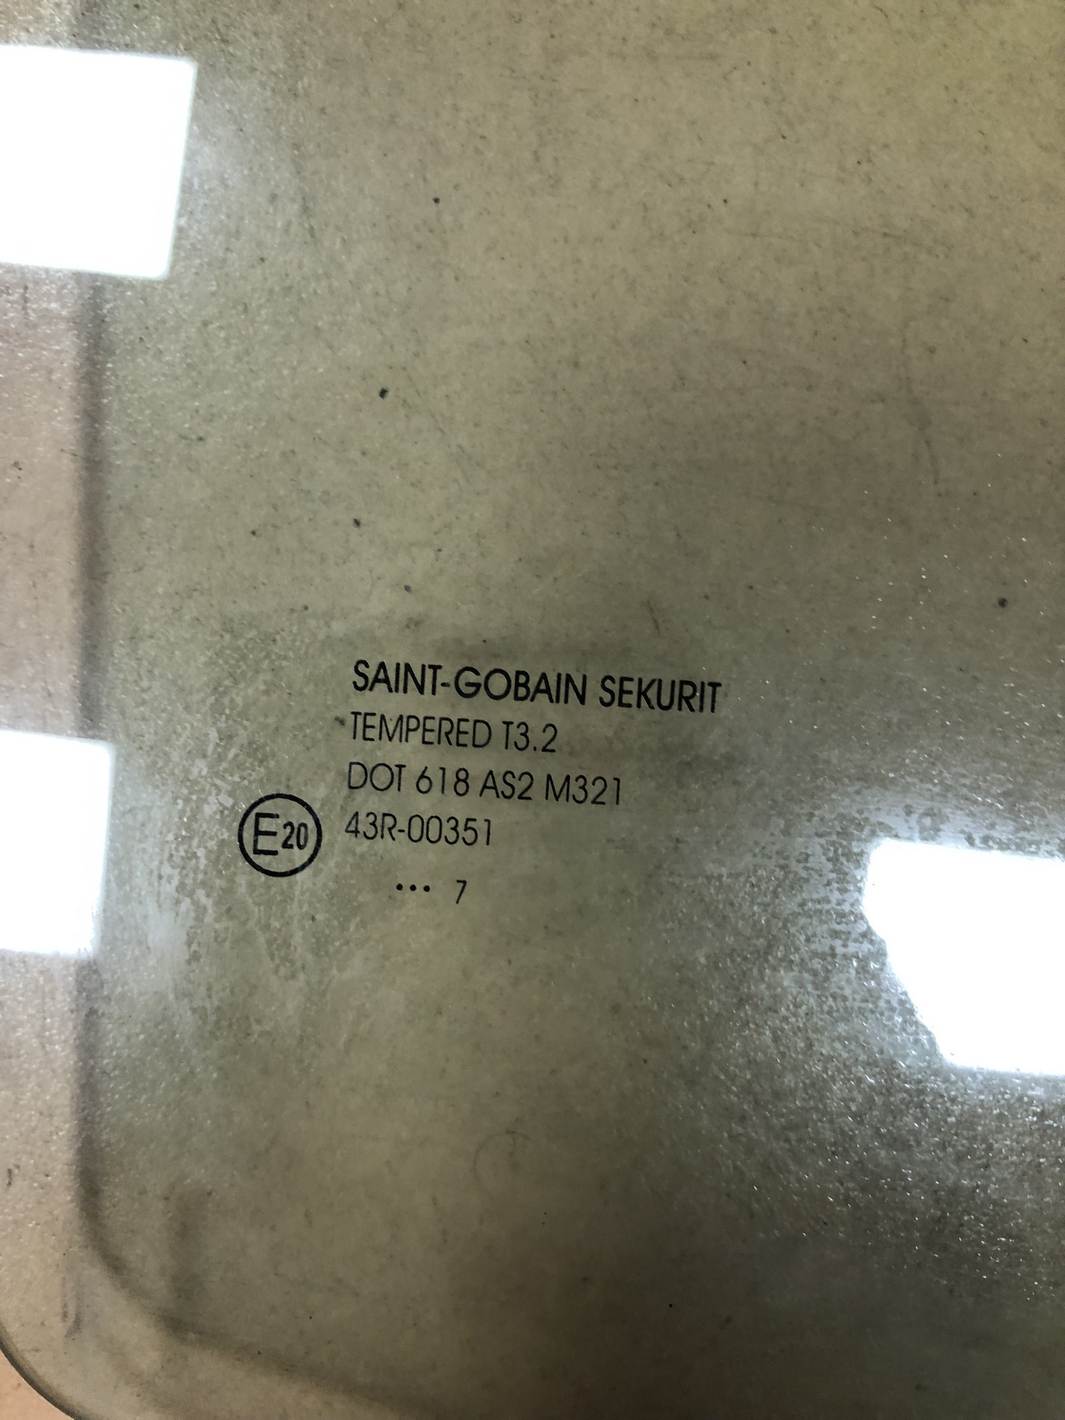 SAINT-GOBAIN SEKURIT
TEMPERED T3.2
DOT 618 AS2 M321
E20 43R-00351
••• 7